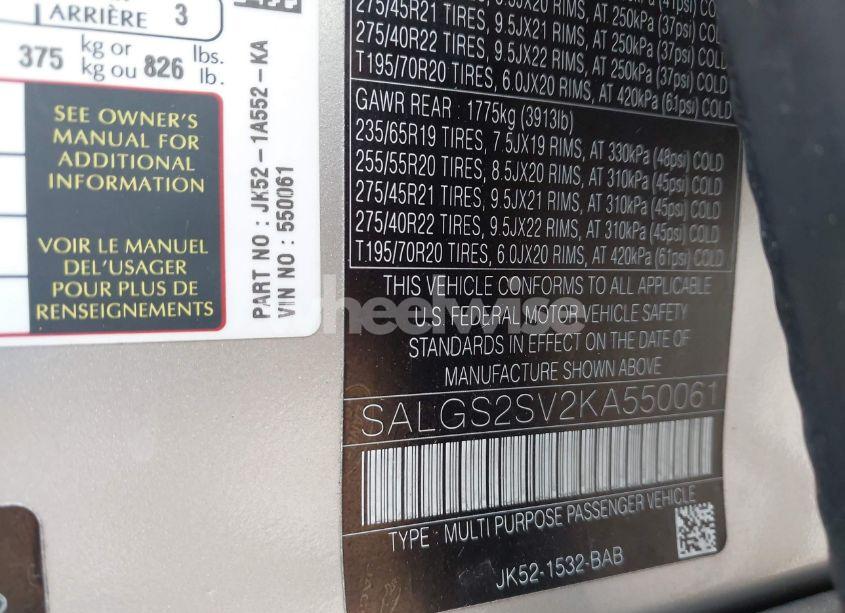 ARRIÈRE 3
375 kg or 826 lbs.
kg ou lb.
SEE OWNER'S
MANUAL FOR
ADDITIONAL
INFORMATION
VOIR LE MANUEL
DEL'USAGER
POUR PLUS DE
RENSEIGNEMENTS
PART NO : JK52 - 1A552 - KA
VIN NO : 550061
275/45R21 TIRES, 9.5JX21 RIMS, AT 250kPa (37psi) COLD
275/40R22 TIRES, 9.5JX22 RIMS, AT 250kPa (37psi) COLD
T195/70R20 TIRES, 6.0JX20 RIMS, AT 420kPa (61psi) COLD
GAWR REAR : 1775kg (3913lb)
235/65R19 TIRES, 7.5JX19 RIMS, AT 330kPa (48psi) COLD
255/55R20 TIRES, 8.5JX20 RIMS, AT 310kPa (45psi) COLD
275/45R21 TIRES, 9.5JX21 RIMS, AT 310kPa (45psi) COLD
275/40R22 TIRES, 9.5JX22 RIMS, AT 310kPa (45psi) COLD
T195/70R20 TIRES, 6.0JX20 RIMS, AT 420kPa (61psi) COLD
THIS VEHICLE CONFORMS TO ALL APPLICABLE
U.S. FEDERAL MOTOR VEHICLE SAFETY
STANDARDS IN EFFECT ON THE DATE OF
MANUFACTURE SHOWN ABOVE
wheelwise
SALGS2SV2KA550061
TYPE : MULTI PURPOSE PASSENGER VEHICLE
JK52-1532-BAB